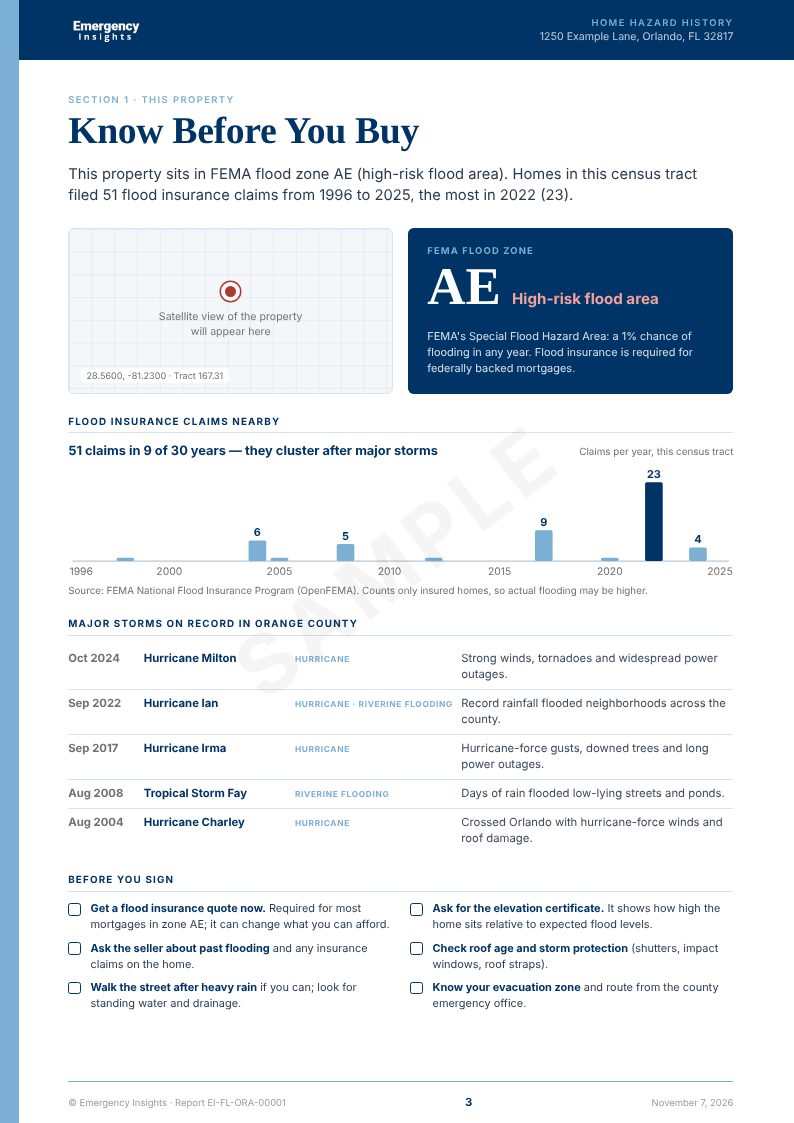 Emergency
Insights
HOME HAZARD HISTORY
1250 Example Lane, Orlando, FL 32817
SECTION 1 · THIS PROPERTY
Know Before You Buy
This property sits in FEMA flood zone AE (high-risk flood area). Homes in this census tract
filed 51 flood insurance claims from 1996 to 2025, the most in 2022 (23).
Satellite view of the property
will appear here
28.5600, -81.2300 · Tract 167.31
FEMA FLOOD ZONE
AE High-risk flood area
FEMA's Special Flood Hazard Area: a 1% chance of
flooding in any year. Flood insurance is required for
federally backed mortgages.
FLOOD INSURANCE CLAIMS NEARBY
51 claims in 9 of 30 years — they cluster after major storms
Claims per year, this census tract
6
5
9
23
4
1996 2000 2005 2010 2015 2020 2025
Source: FEMA National Flood Insurance Program (OpenFEMA). Counts only insured homes, so actual flooding may be higher.
SAMPLE
MAJOR STORMS ON RECORD IN ORANGE COUNTY
Oct 2024 Hurricane Milton HURRICANE Strong winds, tornadoes and widespread power
outages.
Sep 2022 Hurricane Ian HURRICANE · RIVERINE FLOODING Record rainfall flooded neighborhoods across the
county.
Sep 2017 Hurricane Irma HURRICANE Hurricane-force gusts, downed trees and long
power outages.
Aug 2008 Tropical Storm Fay RIVERINE FLOODING Days of rain flooded low-lying streets and ponds.
Aug 2004 Hurricane Charley HURRICANE Crossed Orlando with hurricane-force winds and
roof damage.
BEFORE YOU SIGN
Get a flood insurance quote now. Required for most
mortgages in zone AE; it can change what you can afford.
Ask the seller about past flooding and any insurance
claims on the home.
Walk the street after heavy rain if you can; look for
standing water and drainage.
Ask for the elevation certificate. It shows how high the
home sits relative to expected flood levels.
Check roof age and storm protection (shutters, impact
windows, roof straps).
Know your evacuation zone and route from the county
emergency office.
© Emergency Insights · Report EI-FL-ORA-00001
3
November 7, 2026